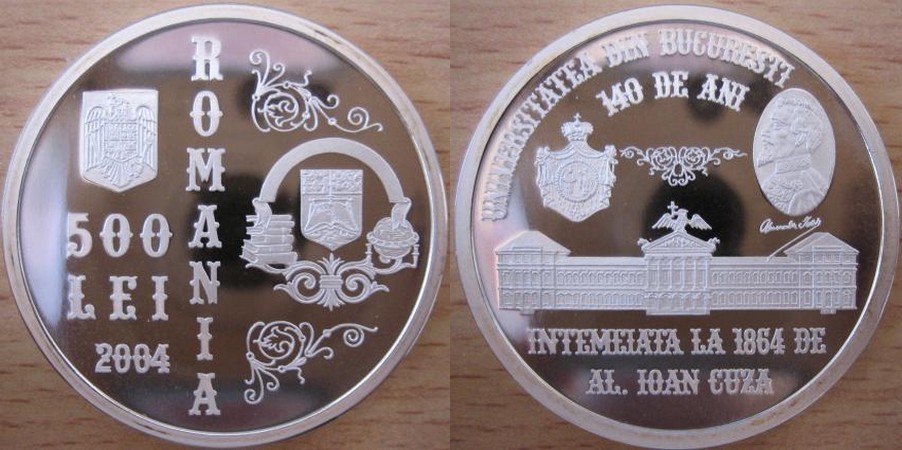 ROMANIA
500
LEI
2004
UNIVERSITATEA DIN BUCURESTI
140 DE ANI
INTEMEIATA LA 1864 DE
AL. IOAN CUZA